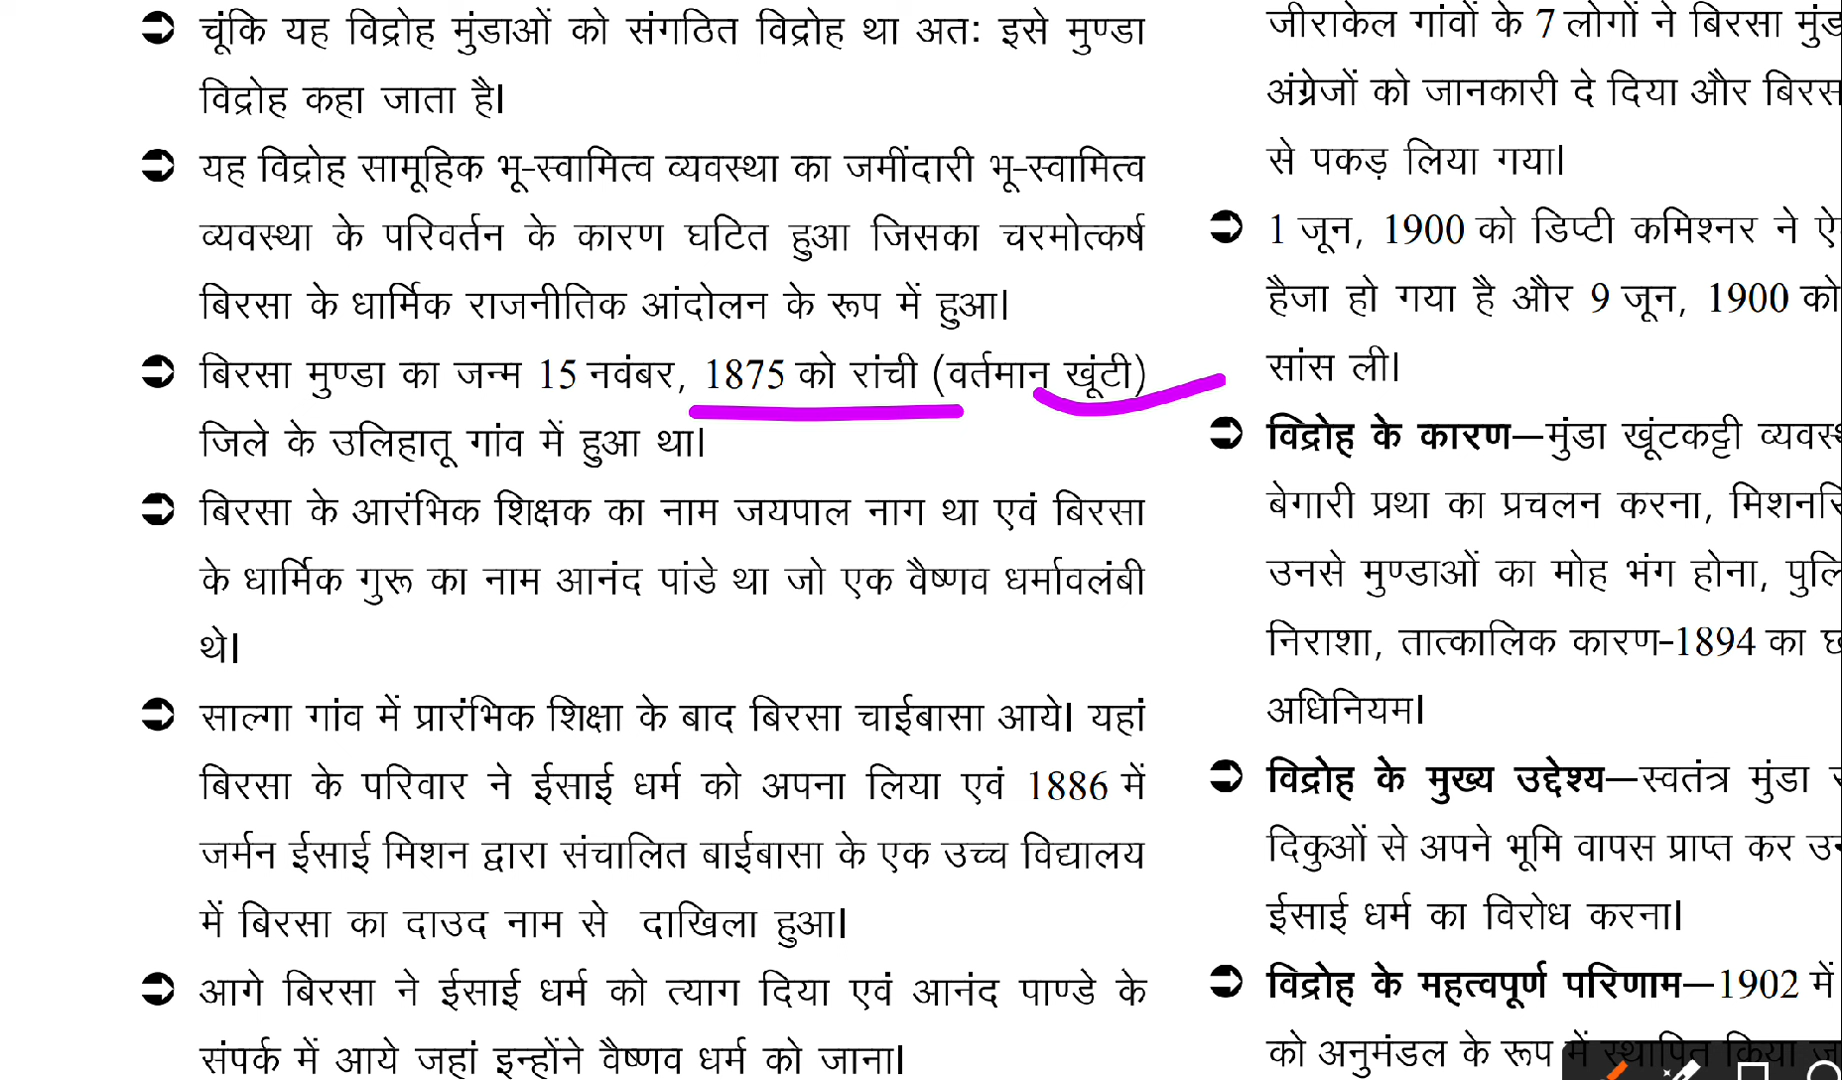 चूंकि यह विद्रोह मुंडाओं को संगठित विद्रोह था अतः इसे मुण्डा
विद्रोह कहा जाता है।
यह विद्रोह सामूहिक भू-स्वामित्व व्यवस्था का जमींदारी भू-स्वामित्व
व्यवस्था के परिवर्तन के कारण घटित हुआ जिसका चरमोत्कर्ष
बिरसा के धार्मिक राजनीतिक आंदोलन के रूप में हुआ।
बिरसा मुण्डा का जन्म 15 नवंबर, 1875 को रांची (वर्तमान खूंटी)
जिले के उलिहातू गांव में हुआ था।
बिरसा के आरंभिक शिक्षक का नाम जयपाल नाग था एवं बिरसा
के धार्मिक गुरू का नाम आनंद पांडे था जो एक वैष्णव धर्मावलंबी
थे।
साल्गा गांव में प्रारंभिक शिक्षा के बाद बिरसा चाईबासा आये। यहां
बिरसा के परिवार ने ईसाई धर्म को अपना लिया एवं 1886 में
जर्मन ईसाई मिशन द्वारा संचालित बाईबासा के एक उच्च विद्यालय
में बिरसा का दाउद नाम से दाखिला हुआ।
आगे बिरसा ने ईसाई धर्म को त्याग दिया एवं आनंद पाण्डे के
संपर्क में आये जहां इन्होंने वैष्णव धर्म को जाना।
जीराकेल गांवों के 7 लोगों ने बिरसा
अंग्रेजों को जानकारी दे दिया और
से पकड़ लिया गया।
1 जून, 1900 को डिप्टी कमिश्नर ने
हैजा हो गया है और 9 जून, 1900 को
सांस ली।
विद्रोह के कारण—मुंडा खूंटकट्टी
बेगारी प्रथा का प्रचलन करना,
उनसे मुण्डाओं का मोह भंग होना,
निराशा, तात्कालिक कारण-1894 का
अधिनियम।
विद्रोह के मुख्य उद्देश्य—स्वतंत्र मुंडा
दिकुओं से अपने भूमि वापस प्राप्त कर
ईसाई धर्म का विरोध करना।
विद्रोह के महत्वपूर्ण परिणाम—1902 में
को अनुमंडल के रूप में स्थापित किया